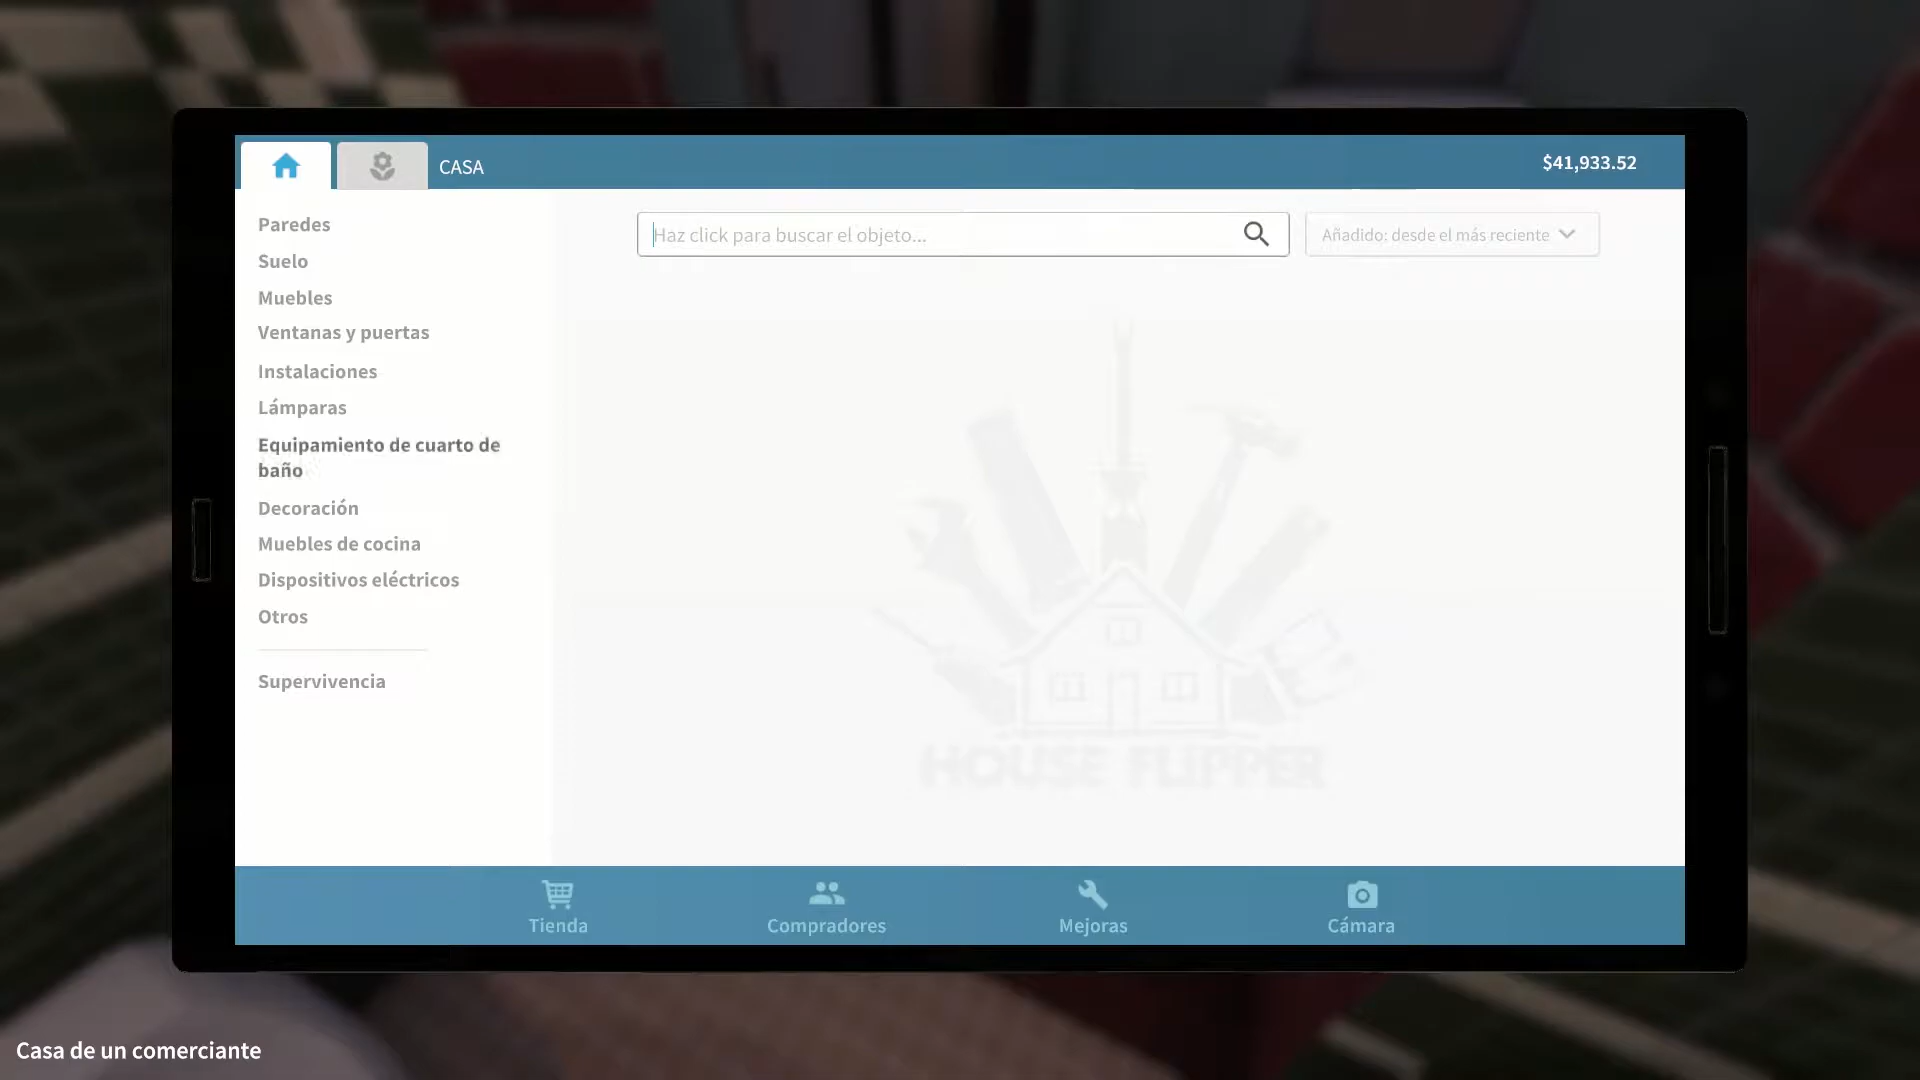 CASA
$41,933.52
Paredes
Haz click para buscar el objeto...
Añadido: desde el más reciente
Suelo
Muebles
Ventanas y puertas
Instalaciones
Lámparas
Equipamiento de cuarto de
baño
Decoración
Muebles de cocina
Dispositivos eléctricos
Otros
Supervivencia
HOUSE FLIPPER
Tienda
Compradores
Mejoras
Cámara
Casa de un comerciante